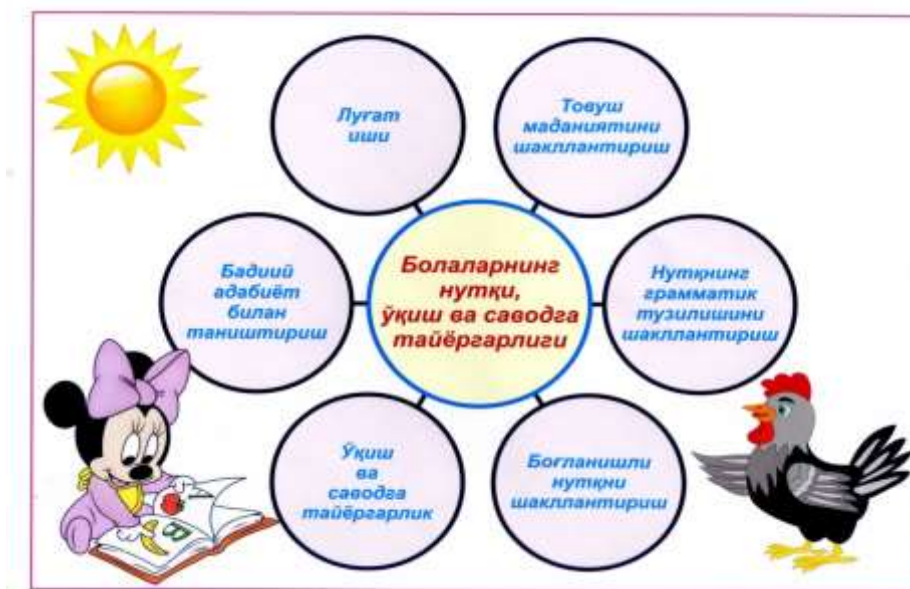 Луғат
иши
Товуш
маданиятини
шакллантириш
Бадиий
адабиёт
билан
таништириш
Болаларнинг
нутқи,
ўқиш ва саводга
тайёргарлиги
Нутқнинг
грамматик
тузилишини
шакллантириш
Ўқиш
ва
саводга
тайёргарлик
Боғланишли
нутқни
шакллантириш
B